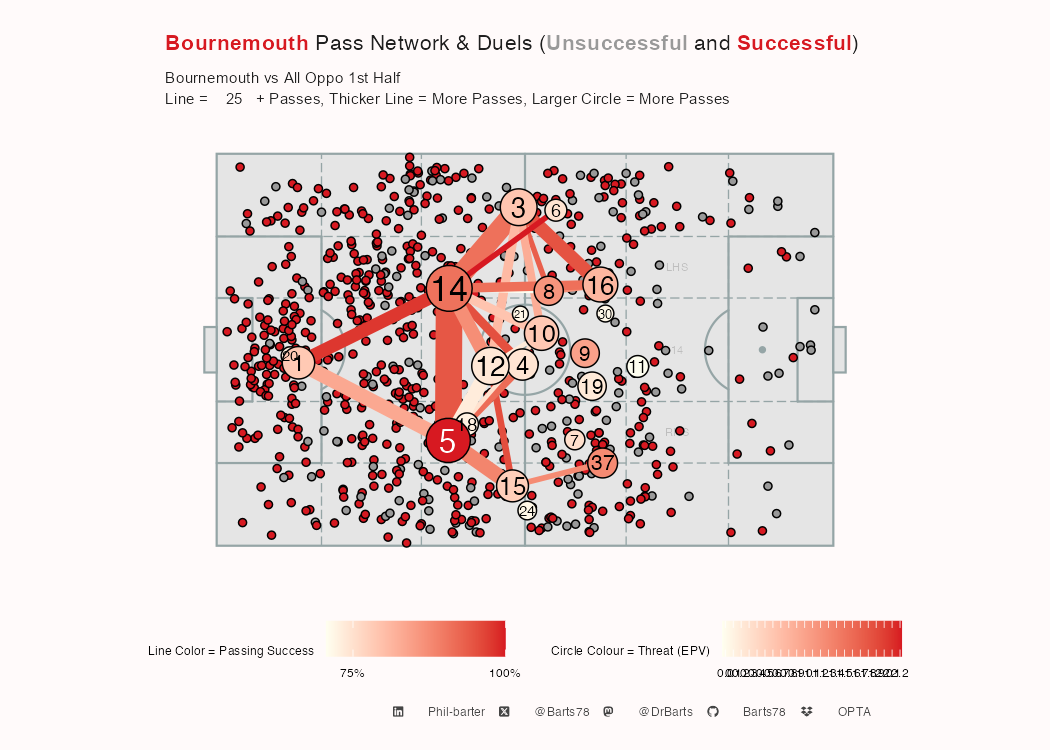 Bournemouth Pass Network & Duels (Unsuccessful and Successful)
Bournemouth vs All Oppo 1st Half
Line = 25 + Passes, Thicker Line = More Passes, Larger Circle = More Passes
3
6
LHS
14
8
16
21
30
10
20
1
12
4
9
14
11
19
18
5
7
RHS
37
15
24
Line Color = Passing Success
75%
100%
Circle Colour = Threat (EPV)
Phil-barter
@Barts78
@DrBarts
Barts78
OPTA